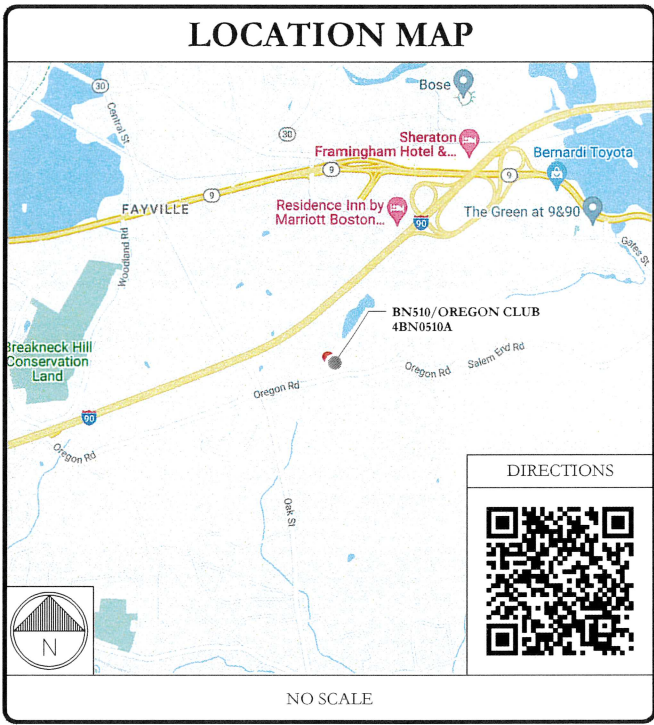 LOCATION MAP
30
Central St
Bose
30
Sheraton
Framingham Hotel &...
9
9
Bernardi Toyota
9
FAYVILLE
Residence Inn by
Marriott Boston...
90
The Green at 9&90
Woodland Rd
Gates St
BN510/OREGON CLUB
4BN0510A
Breakneck Hill
Conservation
Land
Oregon Rd
Salem End Rd
Oregon Rd
90
Oregon Rd
DIRECTIONS
Oak St
N
NO SCALE